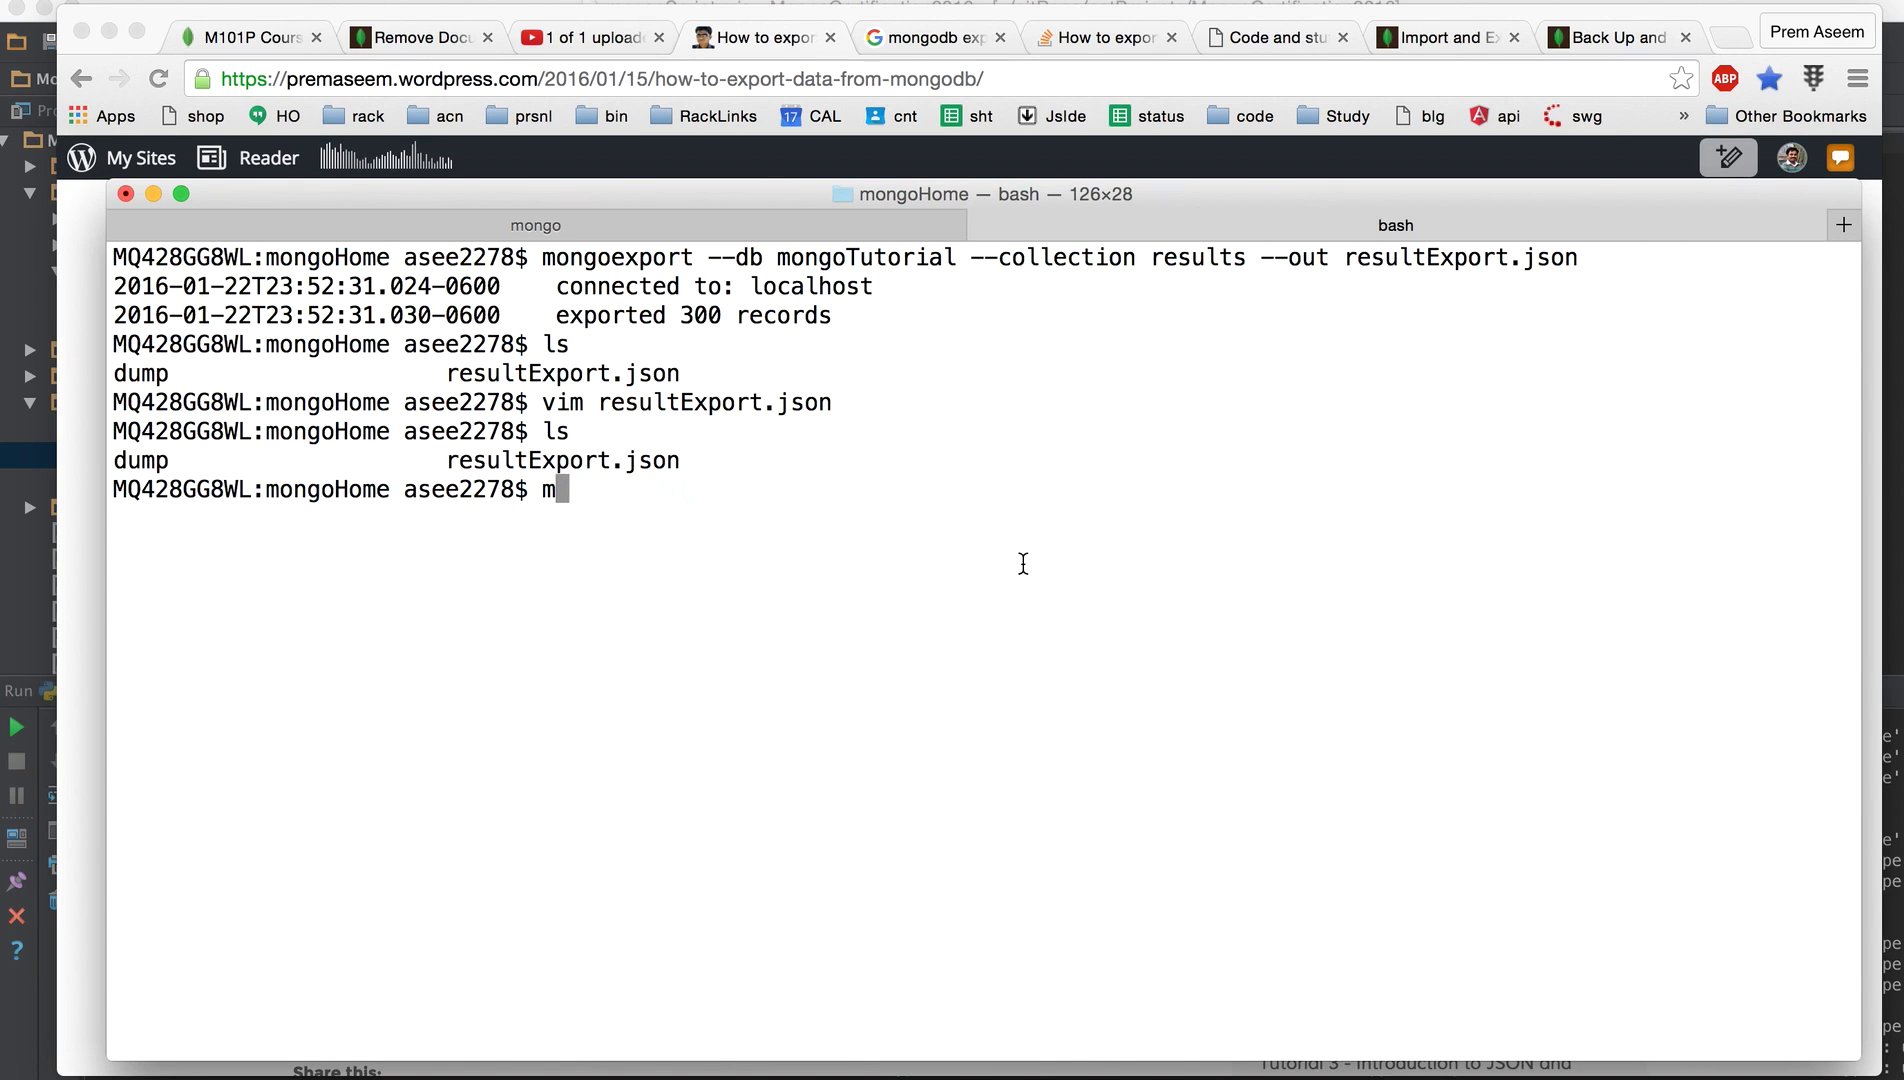 M101P Cours
Remove Docu
1 of 1 uploade
How to expor
mongodb exp
How to expor
Code and stu
Import and Ex
Back Up and
Prem Aseem
https://premaseem.wordpress.com/2016/01/15/how-to-export-data-from-mongodb/
ABP
Apps shop HO rack acn prsnl bin RackLinks 17 CAL cnt sht JsIde status code Study blg api swg » Other Bookmarks
My Sites Reader
mongoHome — bash — 126×28
mongo bash
MQ428GG8WL:mongoHome asee2278$ mongoexport --db mongoTutorial --collection results --out resultExport.json
2016-01-22T23:52:31.024-0600 connected to: localhost
2016-01-22T23:52:31.030-0600 exported 300 records
MQ428GG8WL:mongoHome asee2278$ ls
dump resultExport.json
MQ428GG8WL:mongoHome asee2278$ vim resultExport.json
MQ428GG8WL:mongoHome asee2278$ ls
dump resultExport.json
MQ428GG8WL:mongoHome asee2278$ m
Run
Share this:
Tutorial 3 - Introduction to JSON and